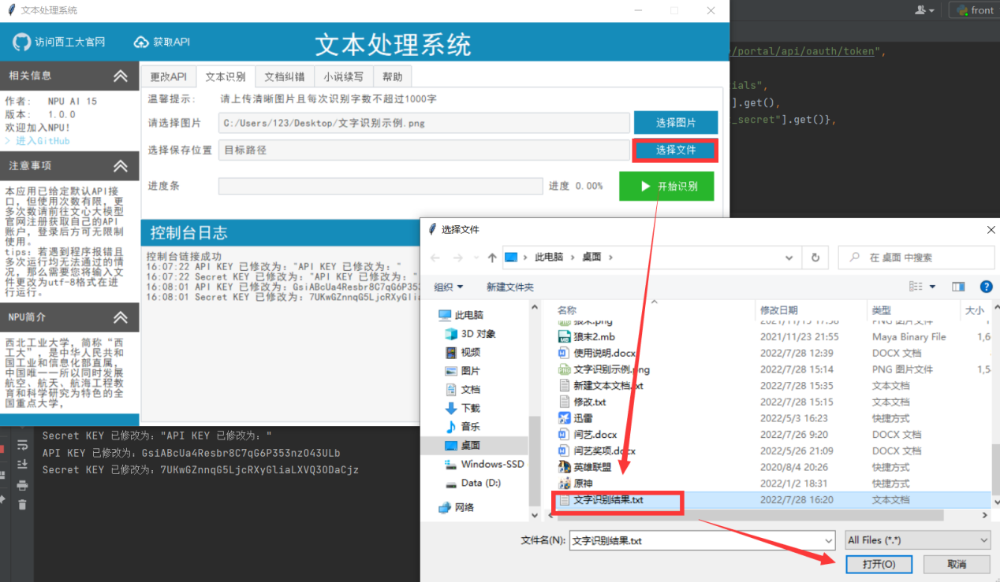 文本处理系统
front
访问西工大官网
获取API
文本处理系统
/portal/api/oauth/token",
ials",
].get(),
_secret"].get()},
相关信息
作者: NPU AI 15
版本: 1.0.0
欢迎加入NPU!
> 进入GitHub
注意事项
本应用已给定默认API接
口，但使用次数有限，更
多次数请前往文心大模型
官网注册获取自己的API
账户，登录后方可无限制
使用。
tips：若遇到程序报错且
多次运行均无法通过的情
况，那么需要您将输入文
件更改为utf-8格式在进
行运行。
NPU简介
西北工业大学，简称“西
工大”，是中华人民共和
国工业和信息化部直属，
中国唯一一所以同时发展
航空、航天、航海工程教
育和科学研究为特色的全
国重点大学，
更改API
文本识别
文档纠错
小说续写
帮助
温馨提示: 请上传清晰图片且每次识别字数不超过1000字
请选择图片
C:/Users/123/Desktop/文字识别示例.png
选择图片
选择保存位置
目标路径
选择文件
进度条
进度 0.00%
开始识别
控制台日志
控制台链接成功
16:07:22 API KEY 已修改为："API KEY 已修改为："
16:07:22 Secret KEY 已修改为："API KEY 已修改为："
16:08:01 API KEY 已修改为：GsiABcUa4Resbr8C7qG6P353
16:08:01 Secret KEY 已修改为：7UKwGZnnqG5LjcRXyGlia
Secret KEY 已修改为："API KEY 已修改为："
API KEY 已修改为：GsiABcUa4Resbr8C7qG6P353nzO43ULb
Secret KEY 已修改为：7UKwGZnnqG5LjcRXyGliaLXVQ3ODaCjz
选择文件
此电脑 › 桌面 ›
在 桌面 中搜索
组织
新建文件夹
此电脑
3D 对象
视频
图片
文档
下载
音乐
桌面
Windows-SSD
Data (D:)
网络
名称 修改日期 类型 大小
狼末.png 2021/11/15 17:56 PNG 图片文件
狼末2.mb 2021/11/23 21:55 Maya Binary File 1,6
使用说明.docx 2022/7/28 12:39 DOCX 文档
文字识别示例.png 2022/7/28 15:14 PNG 图片文件 1,5
新建文本文档.txt 2022/7/28 15:35 文本文档
修改.txt 2022/7/28 15:15 文本文档
迅雷 2022/5/3 16:23 快捷方式
间艺.docx 2022/7/26 9:20 DOCX 文档
间艺奖项.docx 2022/5/26 21:09 DOCX 文档
英雄联盟 2020/8/4 20:26 快捷方式
原神 2022/1/2 18:31 快捷方式
文字识别结果.txt 2022/7/28 16:20 文本文档
文件名(N):
文字识别结果.txt
All Files (*.*)
打开(O)
取消